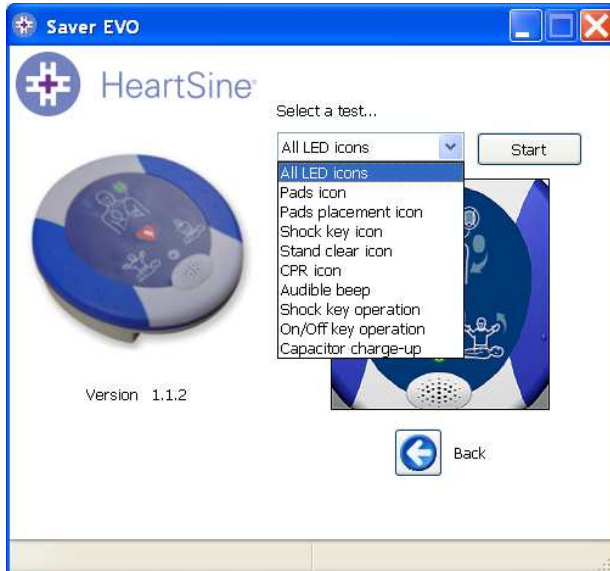 Saver EVO
HeartSine
Select a test...
All LED icons
Start
All LED icons
Pads icon
Pads placement icon
Shock key icon
Stand clear icon
CPR icon
Audible beep
Shock key operation
On/Off key operation
Capacitor charge-up
Version 1.1.2
Back